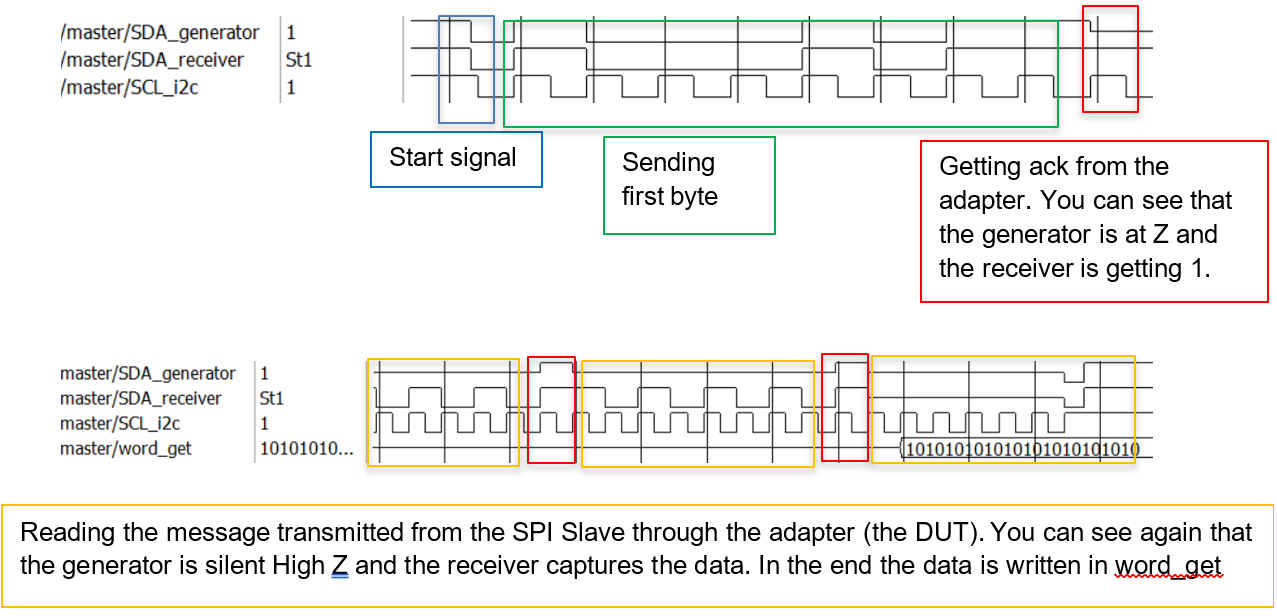 /master/SDA_generator 1
/master/SDA_receiver St1
/master/SCL_i2c 1
Start signal
Sending
first byte
Getting ack from the
adapter. You can see that
the generator is at Z and
the receiver is getting 1.
master/SDA_generator 1
master/SDA_receiver St1
master/SCL_i2c 1
master/word_get 10101010...
101010101010101010101010
Reading the message transmitted from the SPI Slave through the adapter (the DUT). You can see again that
the generator is silent High Z and the receiver captures the data. In the end the data is written in word_get